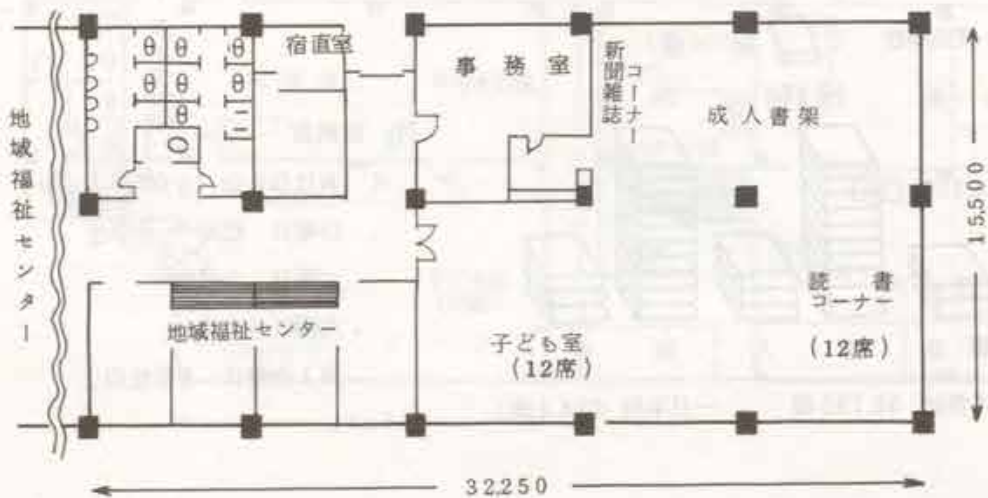 地域福祉センター
宿直室
事務室
新聞雑誌
コーナー
成人書架
15,500
読書
コーナー
(12席)
子ども室
(12席)
地域福祉センター
32,250